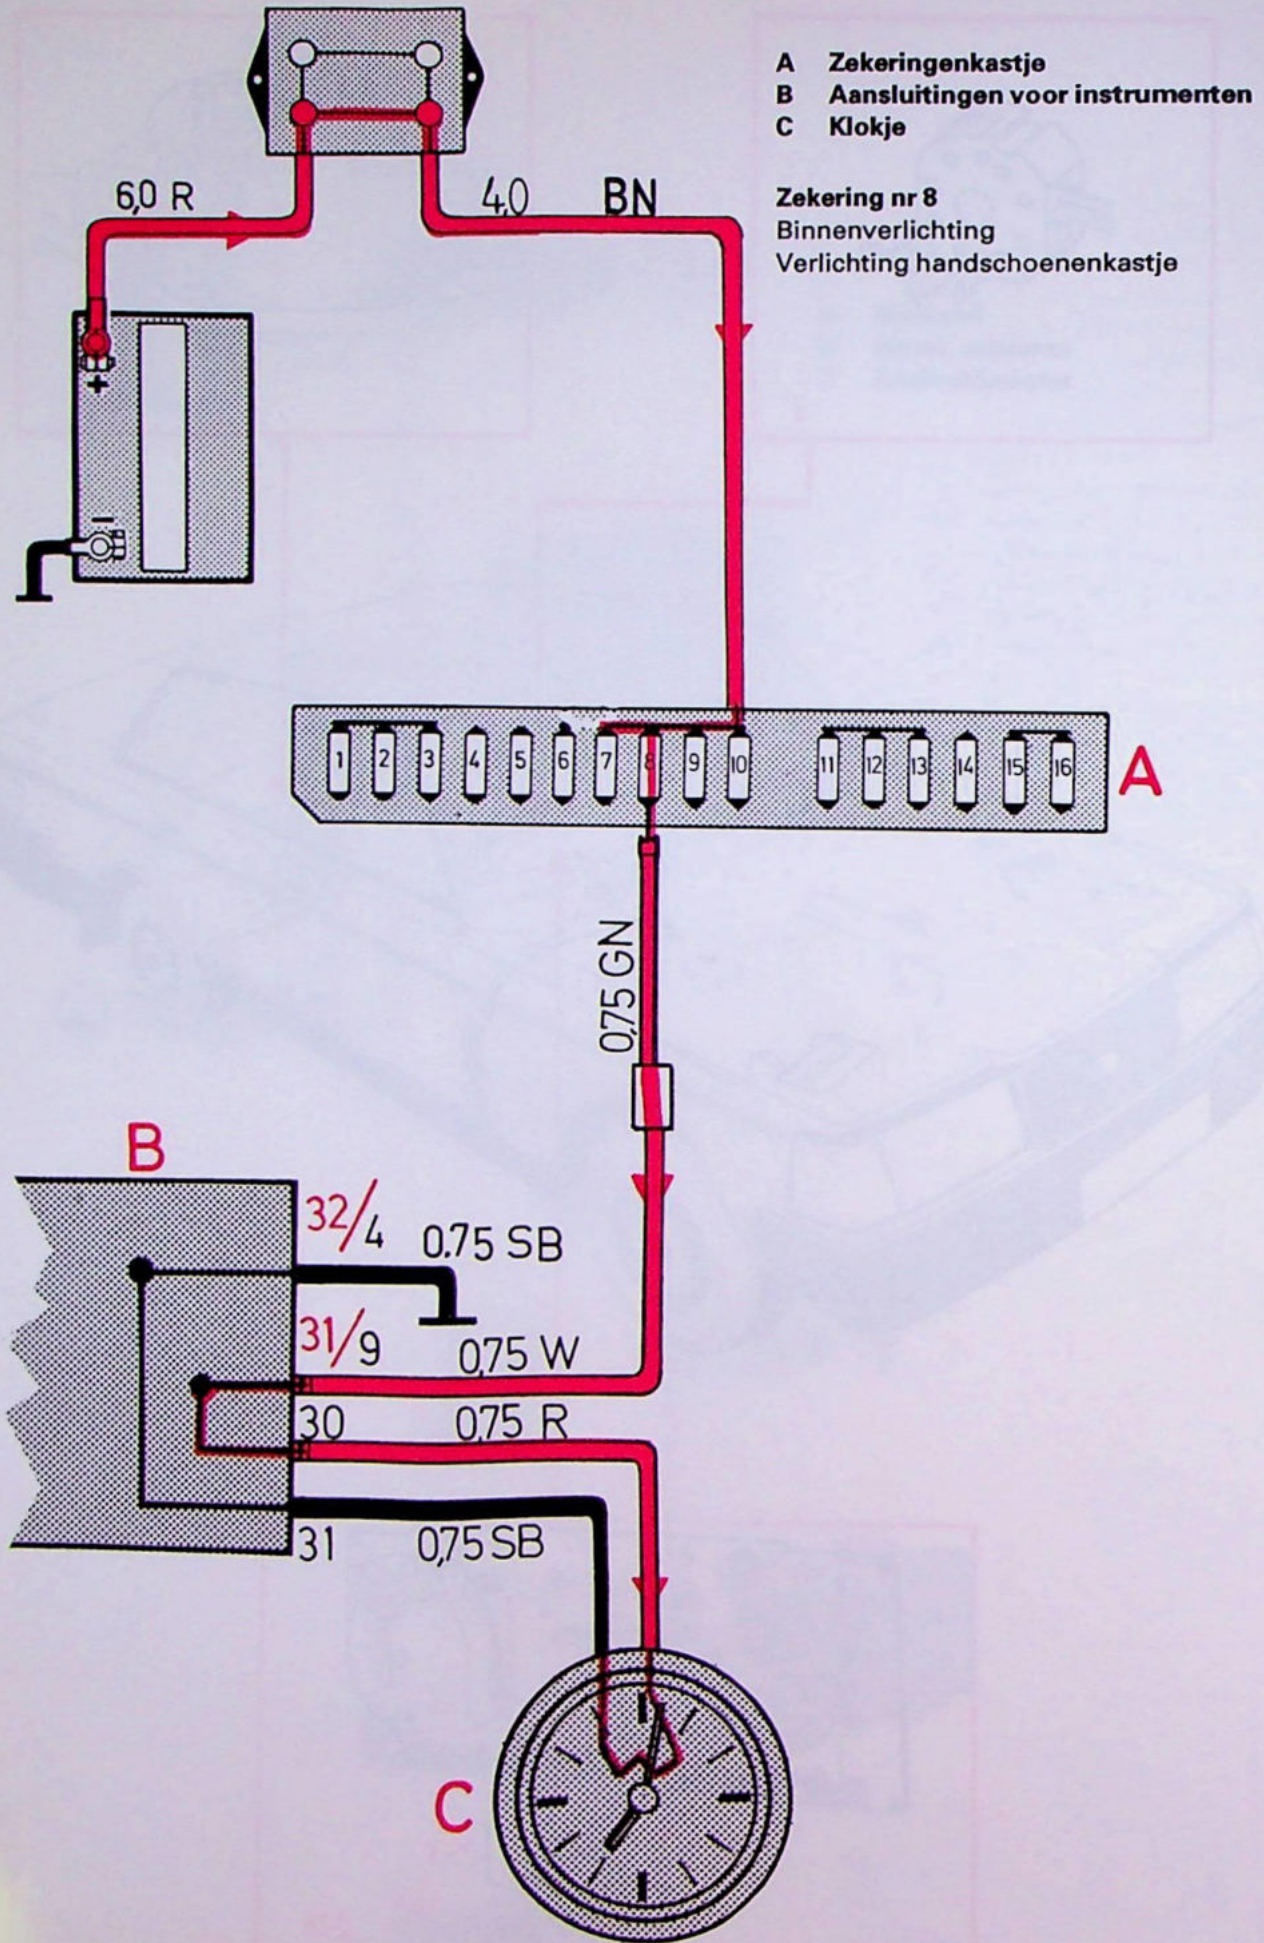 A Zekeringenkastje
B Aansluitingen voor instrumenten
C Klokje
Zekering nr 8
Binnenverlichting
Verlichting handschoenenkastje
6,0 R
4,0 BN
+
−
1 2 3 4 5 6 7 8 9 10 11 12 13 14 15 16
A
0,75 GN
B
32/4 0.75 SB
31/9 0,75 W
30 0,75 R
31 0,75 SB
C